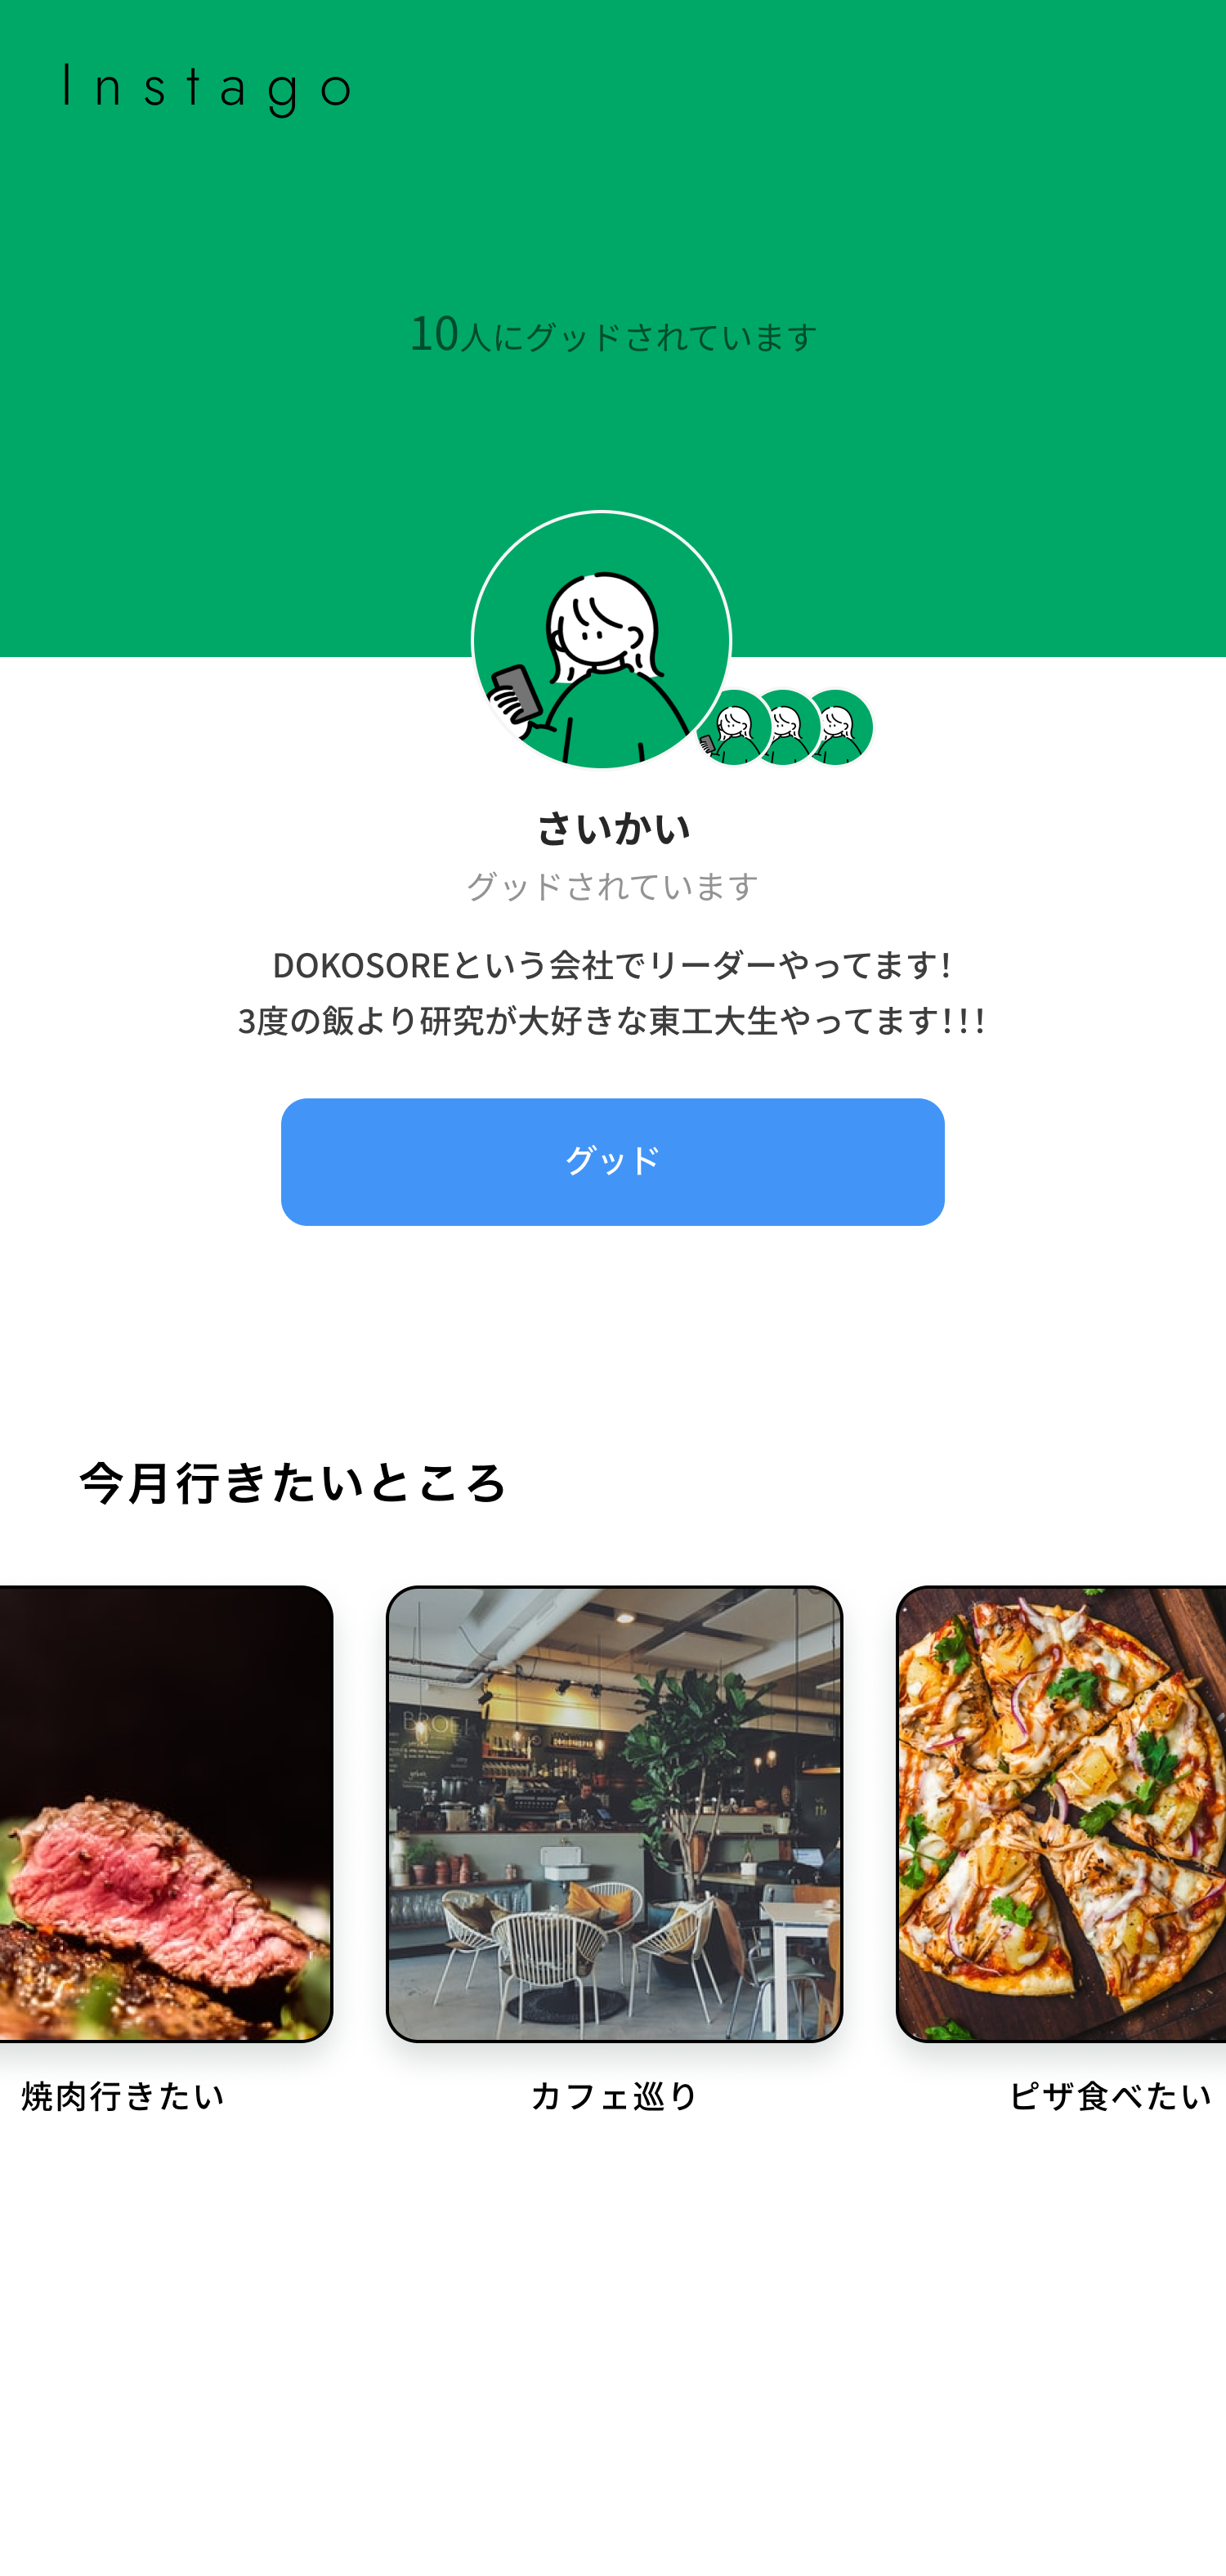 Instago
10人にグッドされています
さいかい
グッドされています
DOKOSOREという会社でリーダーやってます！
3度の飯より研究が大好きな東工大生やってます！！！
グッド
今月行きたいところ
BROEI
焼肉行きたい
カフェ巡り
ピザ食べたい